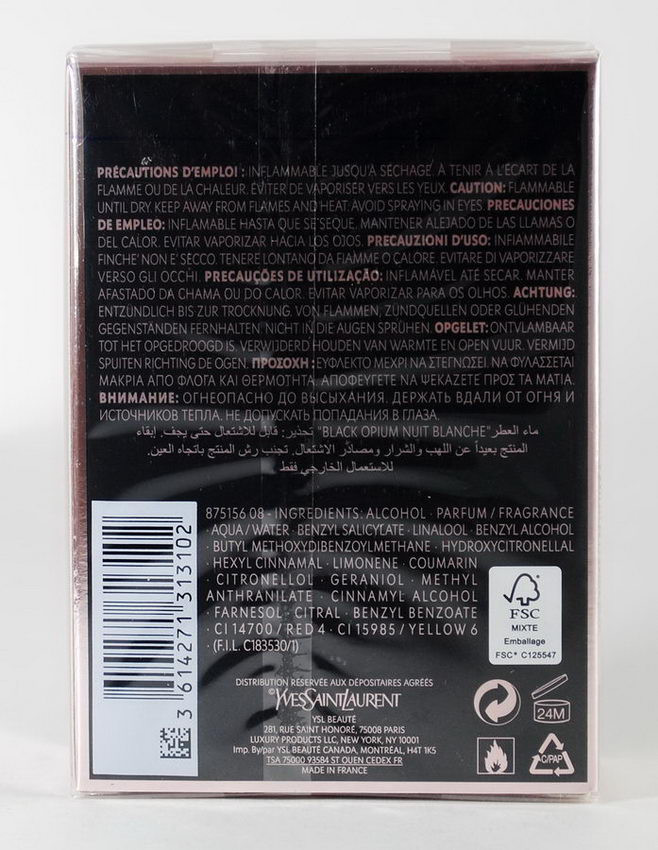 PRÉCAUTIONS D'EMPLOI : INFLAMMABLE JUSQU'A SÉCHAGE. À TENIR À L'ÉCART DE LA
FLAMME OU DE LA CHALEUR. ÉVITER DE VAPORISER VERS LES YEUX. CAUTION: FLAMMABLE
UNTIL DRY. KEEP AWAY FROM FLAMES AND HEAT. AVOID SPRAYING IN EYES. PRECAUCIONES
DE EMPLEO: INFLAMABLE HASTA QUE SE SEQUE. MANTENER ALEJADO DE LAS LLAMAS O
DEL CALOR. EVITAR VAPORIZAR HACIA LOS OJOS. PRECAUZIONI D'USO: INFIAMMABILE
FINCHE' NON E' SECCO. TENERE LONTANO DA FIAMME O CALORE. EVITARE DI VAPORIZZARE
VERSO GLI OCCHI. PRECAUÇÕES DE UTILIZAÇÃO: INFLAMÁVEL ATÉ SECAR. MANTER
AFASTADO DA CHAMA OU DO CALOR. EVITAR VAPORIZAR PARA OS OLHOS. ACHTUNG:
ENTZÜNDLICH BIS ZUR TROCKNUNG. VON FLAMMEN, ZUNDQUELLEN ODER GLÜHENDEN
GEGENSTÄNDEN FERNHALTEN. NICHT IN DIE AUGEN SPRÜHEN. OPGELET: ONTVLAMBAAR
TOT HET OPGEDROOGD IS. VERWIJDERD HOUDEN VAN WARMTE EN OPEN VUUR. VERMIJD
SPUITEN RICHTING DE OGEN. ΠΡΟΣΟΧΗ : ΕΥΦΛΕΚΤΟ ΜΕΧΡΙ ΝΑ ΣΤΕΓΝΩΣΕΙ. ΝΑ ΦΥΛΑΣΣΕΤΑΙ
ΜΑΚΡΙΑ ΑΠΟ ΦΛΟΓΑ ΚΑΙ ΘΕΡΜΟΤΗΤΑ. ΑΠΟΦΕΥΓΕΤΕ ΝΑ ΨΕΚΑΖΕΤΕ ΠΡΟΣ ΤΑ ΜΑΤΙΑ.
ВНИМАНИЕ: ОГНЕОПАСНО ДО ВЫСЫХАНИЯ. ДЕРЖАТЬ ВДАЛИ ОТ ОГНЯ И
ИСТОЧНИКОВ ТЕПЛА. НЕ ДОПУСКАТЬ ПОПАДАНИЯ В ГЛАЗА.
ماء العطر "BLACK OPIUM NUIT BLANCHE" تحذير: قابل للاشتعال حتى يجف. إبقاء
المنتج بعيداً عن اللهب والشرار ومصادر الاشتعال. تجنب رش المنتج باتجاه العين.
للاستعمال الخارجي فقط
875156 08 - INGREDIENTS: ALCOHOL · PARFUM / FRAGRANCE
· AQUA / WATER · BENZYL SALICYLATE · LINALOOL · BENZYL ALCOHOL
· BUTYL METHOXYDIBENZOYLMETHANE · HYDROXYCITRONELLAL
· HEXYL CINNAMAL · LIMONENE · COUMARIN
· CITRONELLOL · GERANIOL · METHYL
ANTHRANILATE · CINNAMYL ALCOHOL
· FARNESOL · CITRAL · BENZYL BENZOATE
· CI 14700 / RED 4 · CI 15985 / YELLOW 6
· (F.I.L. C183530/1)
3 614271 313102
FSC
MIXTE
Emballage
FSC® C125547
DISTRIBUTION RÉSERVÉE AUX DÉPOSITAIRES AGRÉÉS
©YVESSAINTLAURENT
YSL BEAUTÉ
281, RUE SAINT HONORÉ, 75008 PARIS
LUXURY PRODUCTS LLC, NEW YORK, NY 10001
Imp. By/par YSL BEAUTÉ CANADA, MONTRÉAL, H4T 1K5
TSA 75000 93584 ST OUEN CEDEX FR
MADE IN FRANCE
24M
C/PAP